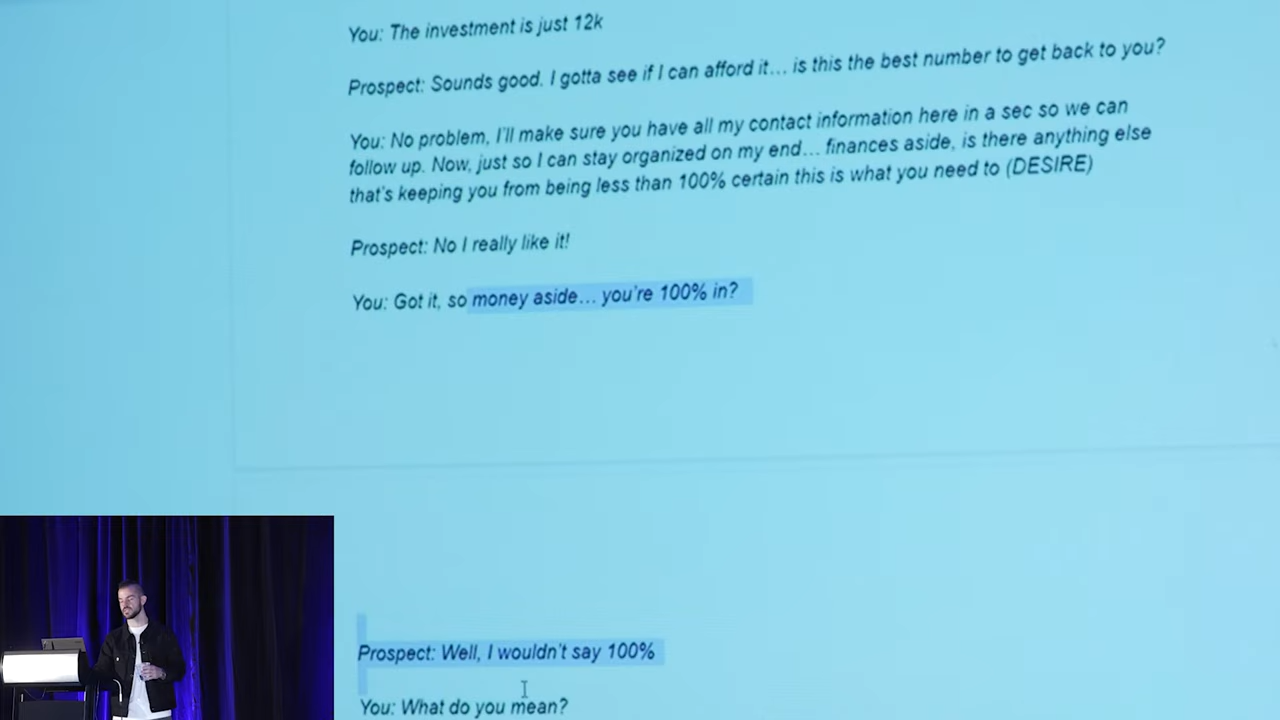 You: The investment is just 12k
Prospect: Sounds good. I gotta see if I can afford it... is this the best number to get back to you?
You: No problem, I'll make sure you have all my contact information here in a sec so we can
follow up. Now, just so I can stay organized on my end... finances aside, is there anything else
that's keeping you from being less than 100% certain this is what you need to (DESIRE)
Prospect: No I really like it!
You: Got it, so money aside... you're 100% in?
Prospect: Well, I wouldn't say 100%
You: What do you mean?